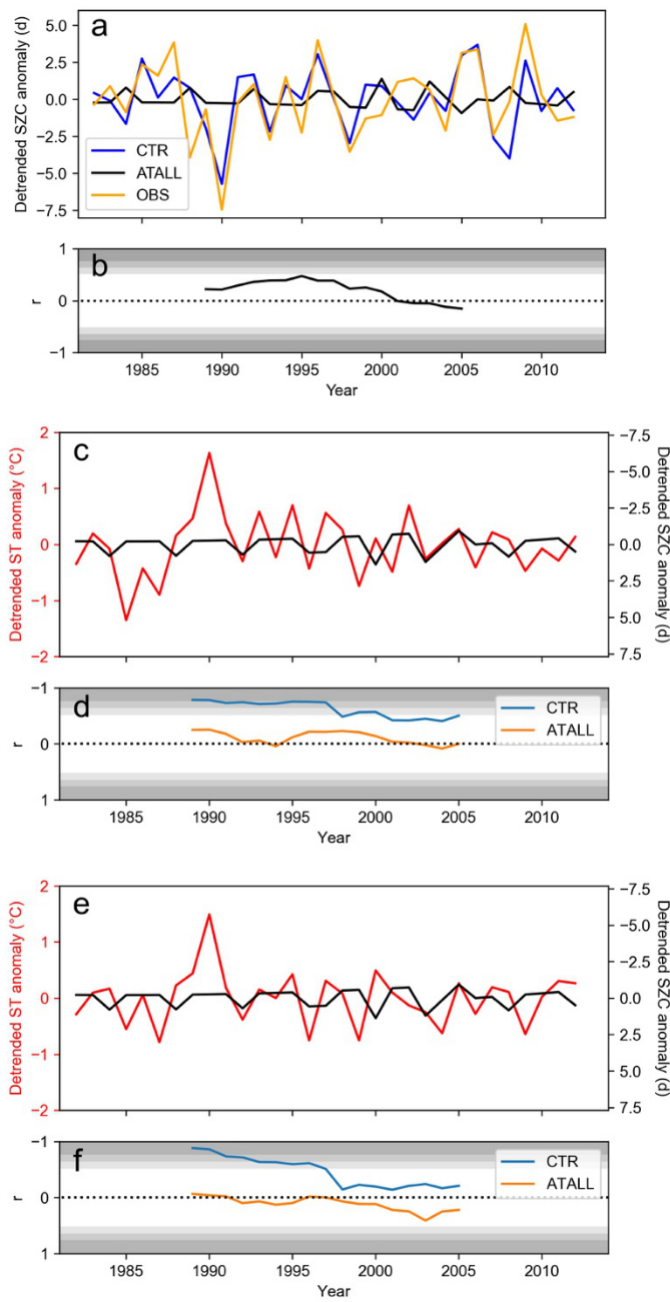 a
Detrended SZC anomaly (d)
5.0
2.5
0.0
−2.5
−5.0
−7.5
CTR
ATALL
OBS
b
r
1
0
−1
1985 1990 1995 2000 2005 2010
Year
c
Detrended ST anomaly (°C)
2
1
0
−1
−2
Detrended SZC anomaly (d)
−7.5
−5.0
−2.5
0.0
2.5
5.0
7.5
d
r
−1
0
1
CTR
ATALL
1985 1990 1995 2000 2005 2010
Year
e
Detrended ST anomaly (°C)
2
1
0
−1
−2
Detrended SZC anomaly (d)
−7.5
−5.0
−2.5
0.0
2.5
5.0
7.5
f
r
−1
0
1
CTR
ATALL
1985 1990 1995 2000 2005 2010
Year